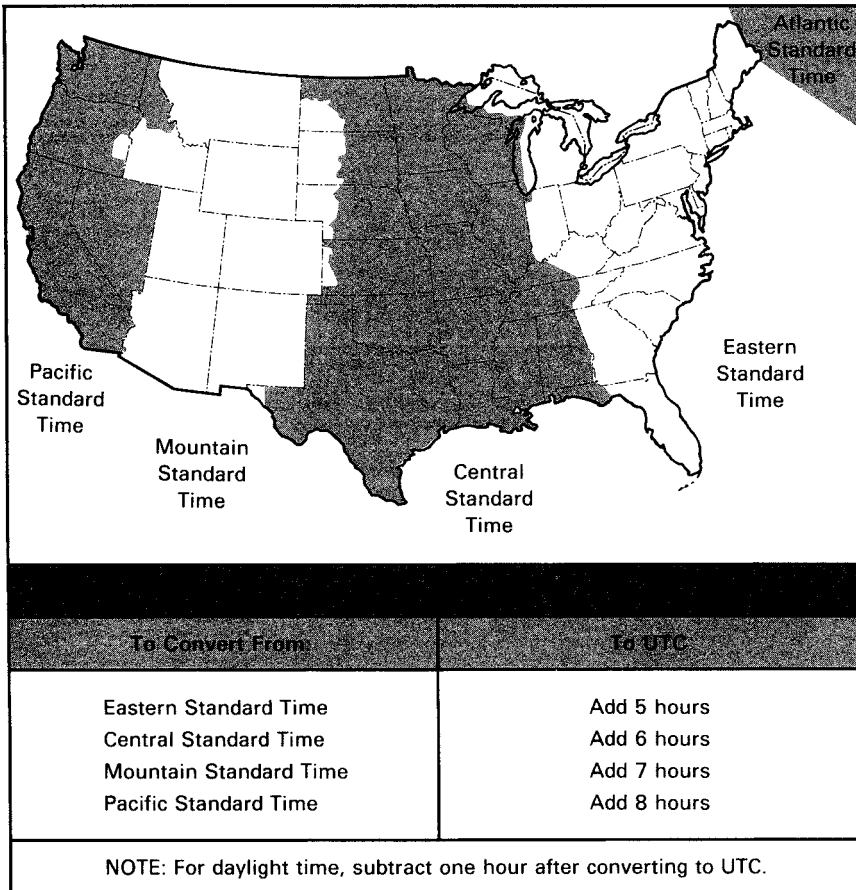 Atlantic
Standard
Time
Pacific
Standard
Time
Mountain
Standard
Time
Central
Standard
Time
Eastern
Standard
Time
To Convert From: To UTC
Eastern Standard Time Add 5 hours
Central Standard Time Add 6 hours
Mountain Standard Time Add 7 hours
Pacific Standard Time Add 8 hours
NOTE: For daylight time, subtract one hour after converting to UTC.